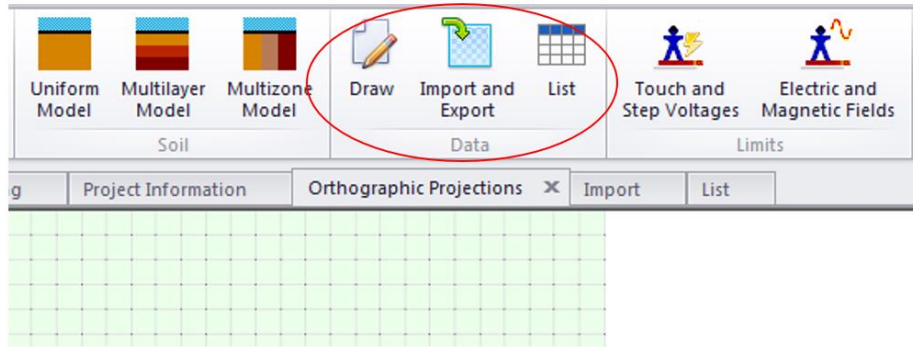 Uniform Model
Multilayer Model
Multizone Model
Draw
Import and Export
List
Touch and Step Voltages
Electric and Magnetic Fields
Soil
Data
Limits
g
Project Information
Orthographic Projections
Import
List